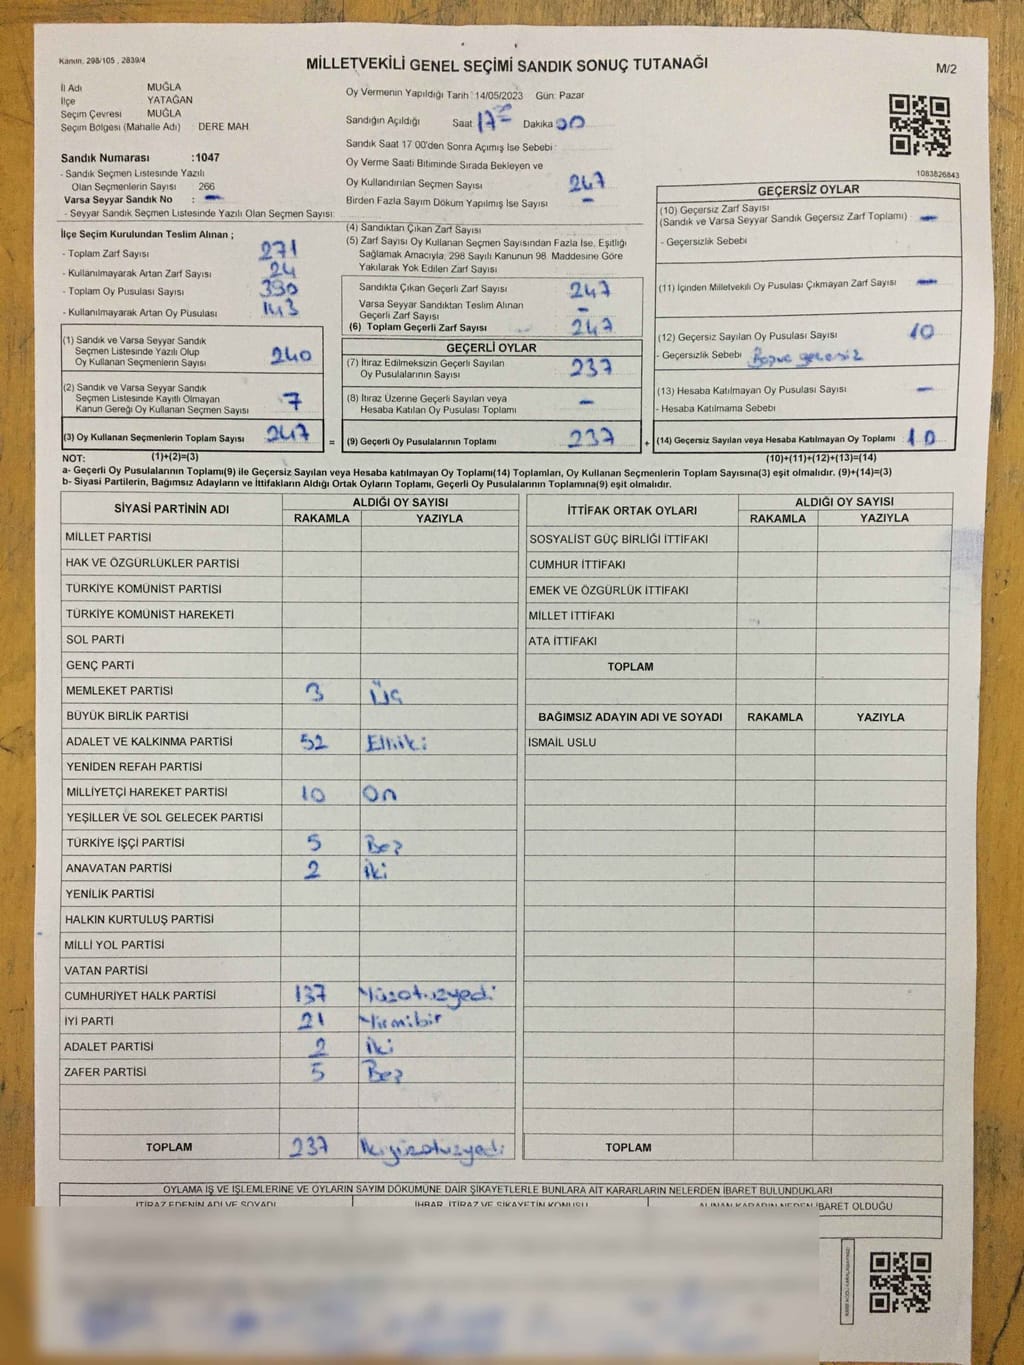 Kanun. 298/105 , 2839/4
MİLLETVEKİLİ GENEL SEÇİMİ SANDIK SONUÇ TUTANAĞI
M/2
İl Adı MUĞLA
İlçe YATAĞAN
Seçim Çevresi MUĞLA
Seçim Bölgesi (Mahalle Adı) DERE MAH
Sandık Numarası :1047
- Sandık Seçmen Listesinde Yazılı
Olan Seçmenlerin Sayısı 266
Varsa Seyyar Sandık No : -
- Seyyar Sandık Seçmen Listesinde Yazılı Olan Seçmen Sayısı:
Oy Vermenin Yapıldığı Tarih :14/05/2023 Gün: Pazar
Sandığın Açıldığı Saat 17 Dakika 00
Sandık Saat 17:00'den Sonra Açımış İse Sebebi :
Oy Verme Saati Bitiminde Sırada Bekleyen ve
Oy Kullandırılan Seçmen Sayısı 247
Birden Fazla Sayım Döküm Yapılmış İse Sayısı -
1083826843
İlçe Seçim Kurulundan Teslim Alınan ;
- Toplam Zarf Sayısı 271
- Kullanılmayarak Artan Zarf Sayısı 24
- Toplam Oy Pusulası Sayısı 390
- Kullanılmayarak Artan Oy Pusulası 143
(1) Sandık ve Varsa Seyyar Sandık
Seçmen Listesinde Yazılı Olup
Oy Kullanan Seçmenlerin Sayısı 240
(2) Sandık ve Varsa Seyyar Sandık
Seçmen Listesinde Kayıtlı Olmayan
Kanun Gereği Oy Kullanan Seçmen Sayısı 7
(3) Oy Kullanan Seçmenlerin Toplam Sayısı 247 =
(4) Sandıktan Çıkan Zarf Sayısı
(5) Zarf Sayısı Oy Kullanan Seçmen Sayısından Fazla İse, Eşitliği
Sağlamak Amacıyla, 298 Sayılı Kanunun 98. Maddesine Göre
Yakılarak Yok Edilen Zarf Sayısı
Sandıkta Çıkan Geçerli Zarf Sayısı 247
Varsa Seyyar Sandıktan Teslim Alınan
Geçerli Zarf Sayısı -
(6) Toplam Geçerli Zarf Sayısı 247
GEÇERLİ OYLAR
(7) İtiraz Edilmeksizin Geçerli Sayılan
Oy Pusulalarının Sayısı 237
(8) İtiraz Üzerine Geçerli Sayılan veya
Hesaba Katılan Oy Pusulası Toplamı -
(9) Geçerli Oy Pusulalarının Toplamı 237 +
GEÇERSİZ OYLAR
(10) Geçersiz Zarf Sayısı
(Sandık ve Varsa Seyyar Sandık Geçersiz Zarf Toplamı) : -
- Geçersizlik Sebebi
(11) İçinden Milletvekili Oy Pusulası Çıkmayan Zarf Sayısı -
(12) Geçersiz Sayılan Oy Pusulası Sayısı 10
- Geçersizlik Sebebi geçersiz
(13) Hesaba Katılmayan Oy Pusulası Sayısı -
- Hesaba Katılmama Sebebi
(14) Geçersiz Sayılan veya Hesaba Katılmayan Oy Toplamı 10
NOT: (1)+(2)=(3) (10)+(11)+(12)+(13)=(14)
a- Geçerli Oy Pusulalarının Toplamı(9) ile Geçersiz Sayılan veya Hesaba katılmayan Oy Toplamı(14) Toplamları, Oy Kullanan Seçmenlerin Toplam Sayısına(3) eşit olmalıdır. (9)+(14)=(3)
b- Siyasi Partilerin, Bağımsız Adayların ve İttifakların Aldığı Ortak Oyların Toplamı, Geçerli Oy Pusulalarının Toplamına(9) eşit olmalıdır.
SİYASİ PARTİNİN ADI ALDIĞI OY SAYISI
RAKAMLA YAZIYLA
MİLLET PARTİSİ
HAK VE ÖZGÜRLÜKLER PARTİSİ
TÜRKİYE KOMÜNİST PARTİSİ
TÜRKİYE KOMÜNİST HAREKETİ
SOL PARTİ
GENÇ PARTİ
MEMLEKET PARTİSİ 3 Üç
BÜYÜK BİRLİK PARTİSİ
ADALET VE KALKINMA PARTİSİ 52 Elliiki
YENİDEN REFAH PARTİSİ
MİLLİYETÇİ HAREKET PARTİSİ 10 On
YEŞİLLER VE SOL GELECEK PARTİSİ
TÜRKİYE İŞÇİ PARTİSİ 5 Beş
ANAVATAN PARTİSİ 2 İki
YENİLİK PARTİSİ
HALKIN KURTULUŞ PARTİSİ
MİLLİ YOL PARTİSİ
VATAN PARTİSİ
CUMHURİYET HALK PARTİSİ 137 Yüzotuzyedi
İYİ PARTİ 21 Yirmibir
ADALET PARTİSİ 2 İki
ZAFER PARTİSİ 5 Beş
TOPLAM 237 İkiyüzotuzyedi
İTTİFAK ORTAK OYLARI ALDIĞI OY SAYISI
RAKAMLA YAZIYLA
SOSYALİST GÜÇ BİRLİĞİ İTTİFAKI
CUMHUR İTTİFAKI
EMEK VE ÖZGÜRLÜK İTTİFAKI
MİLLET İTTİFAKI
ATA İTTİFAKI
TOPLAM
BAĞIMSIZ ADAYIN ADI VE SOYADI RAKAMLA YAZIYLA
İSMAİL USLU
TOPLAM
OYLAMA İŞ VE İŞLEMLERİNE VE OYLARIN SAYIM DÖKÜMÜNE DAİR ŞİKAYETLERLE BUNLARA AİT KARARLARIN NELERDEN İBARET BULUNDUKLARI
İTİRAZ EDENİN ADI VE SOYADI İHBAR, İTİRAZ VE ŞİKAYETİN KONUSU ALINAN KARARIN NEDEN İBARET OLDUĞU